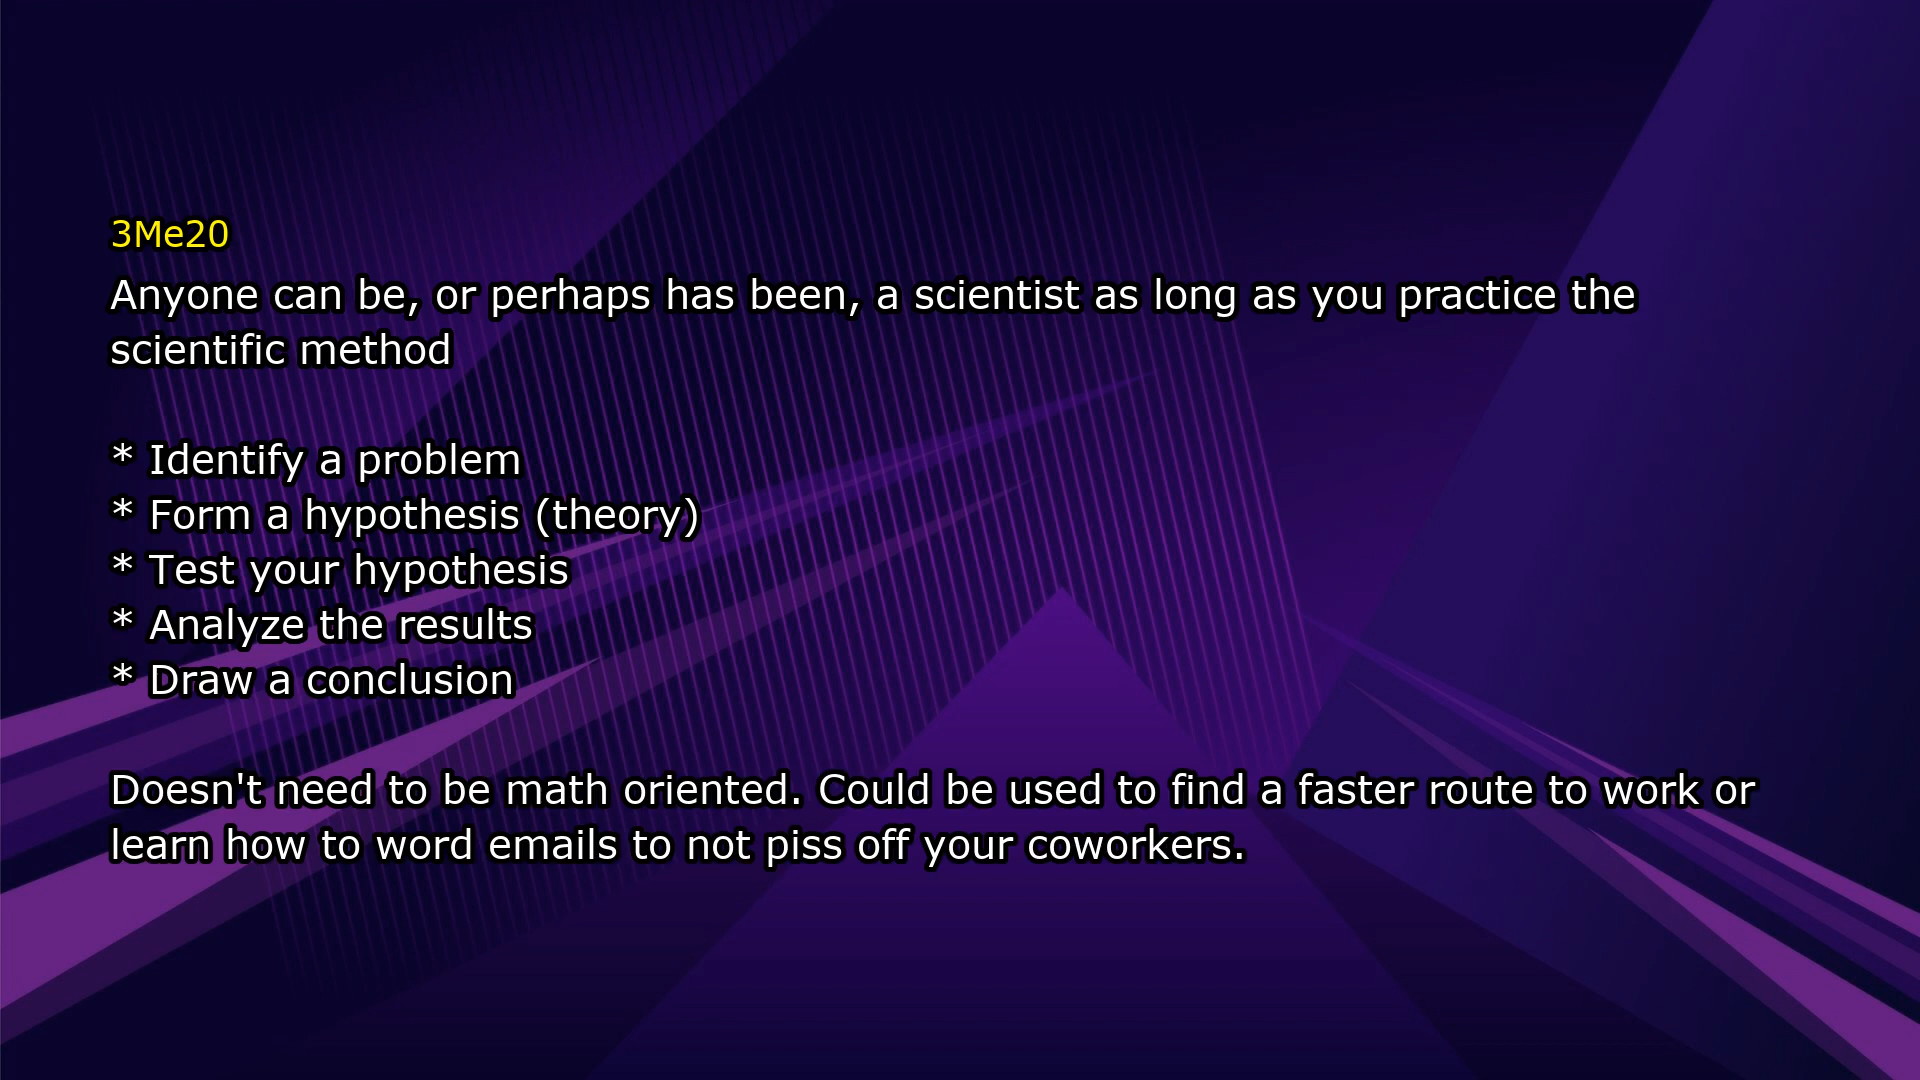 3Me20
Anyone can be, or perhaps has been, a scientist as long as you practice the
scientific method
* Identify a problem
* Form a hypothesis (theory)
* Test your hypothesis
* Analyze the results
* Draw a conclusion
Doesn't need to be math oriented. Could be used to find a faster route to work or
learn how to word emails to not piss off your coworkers.